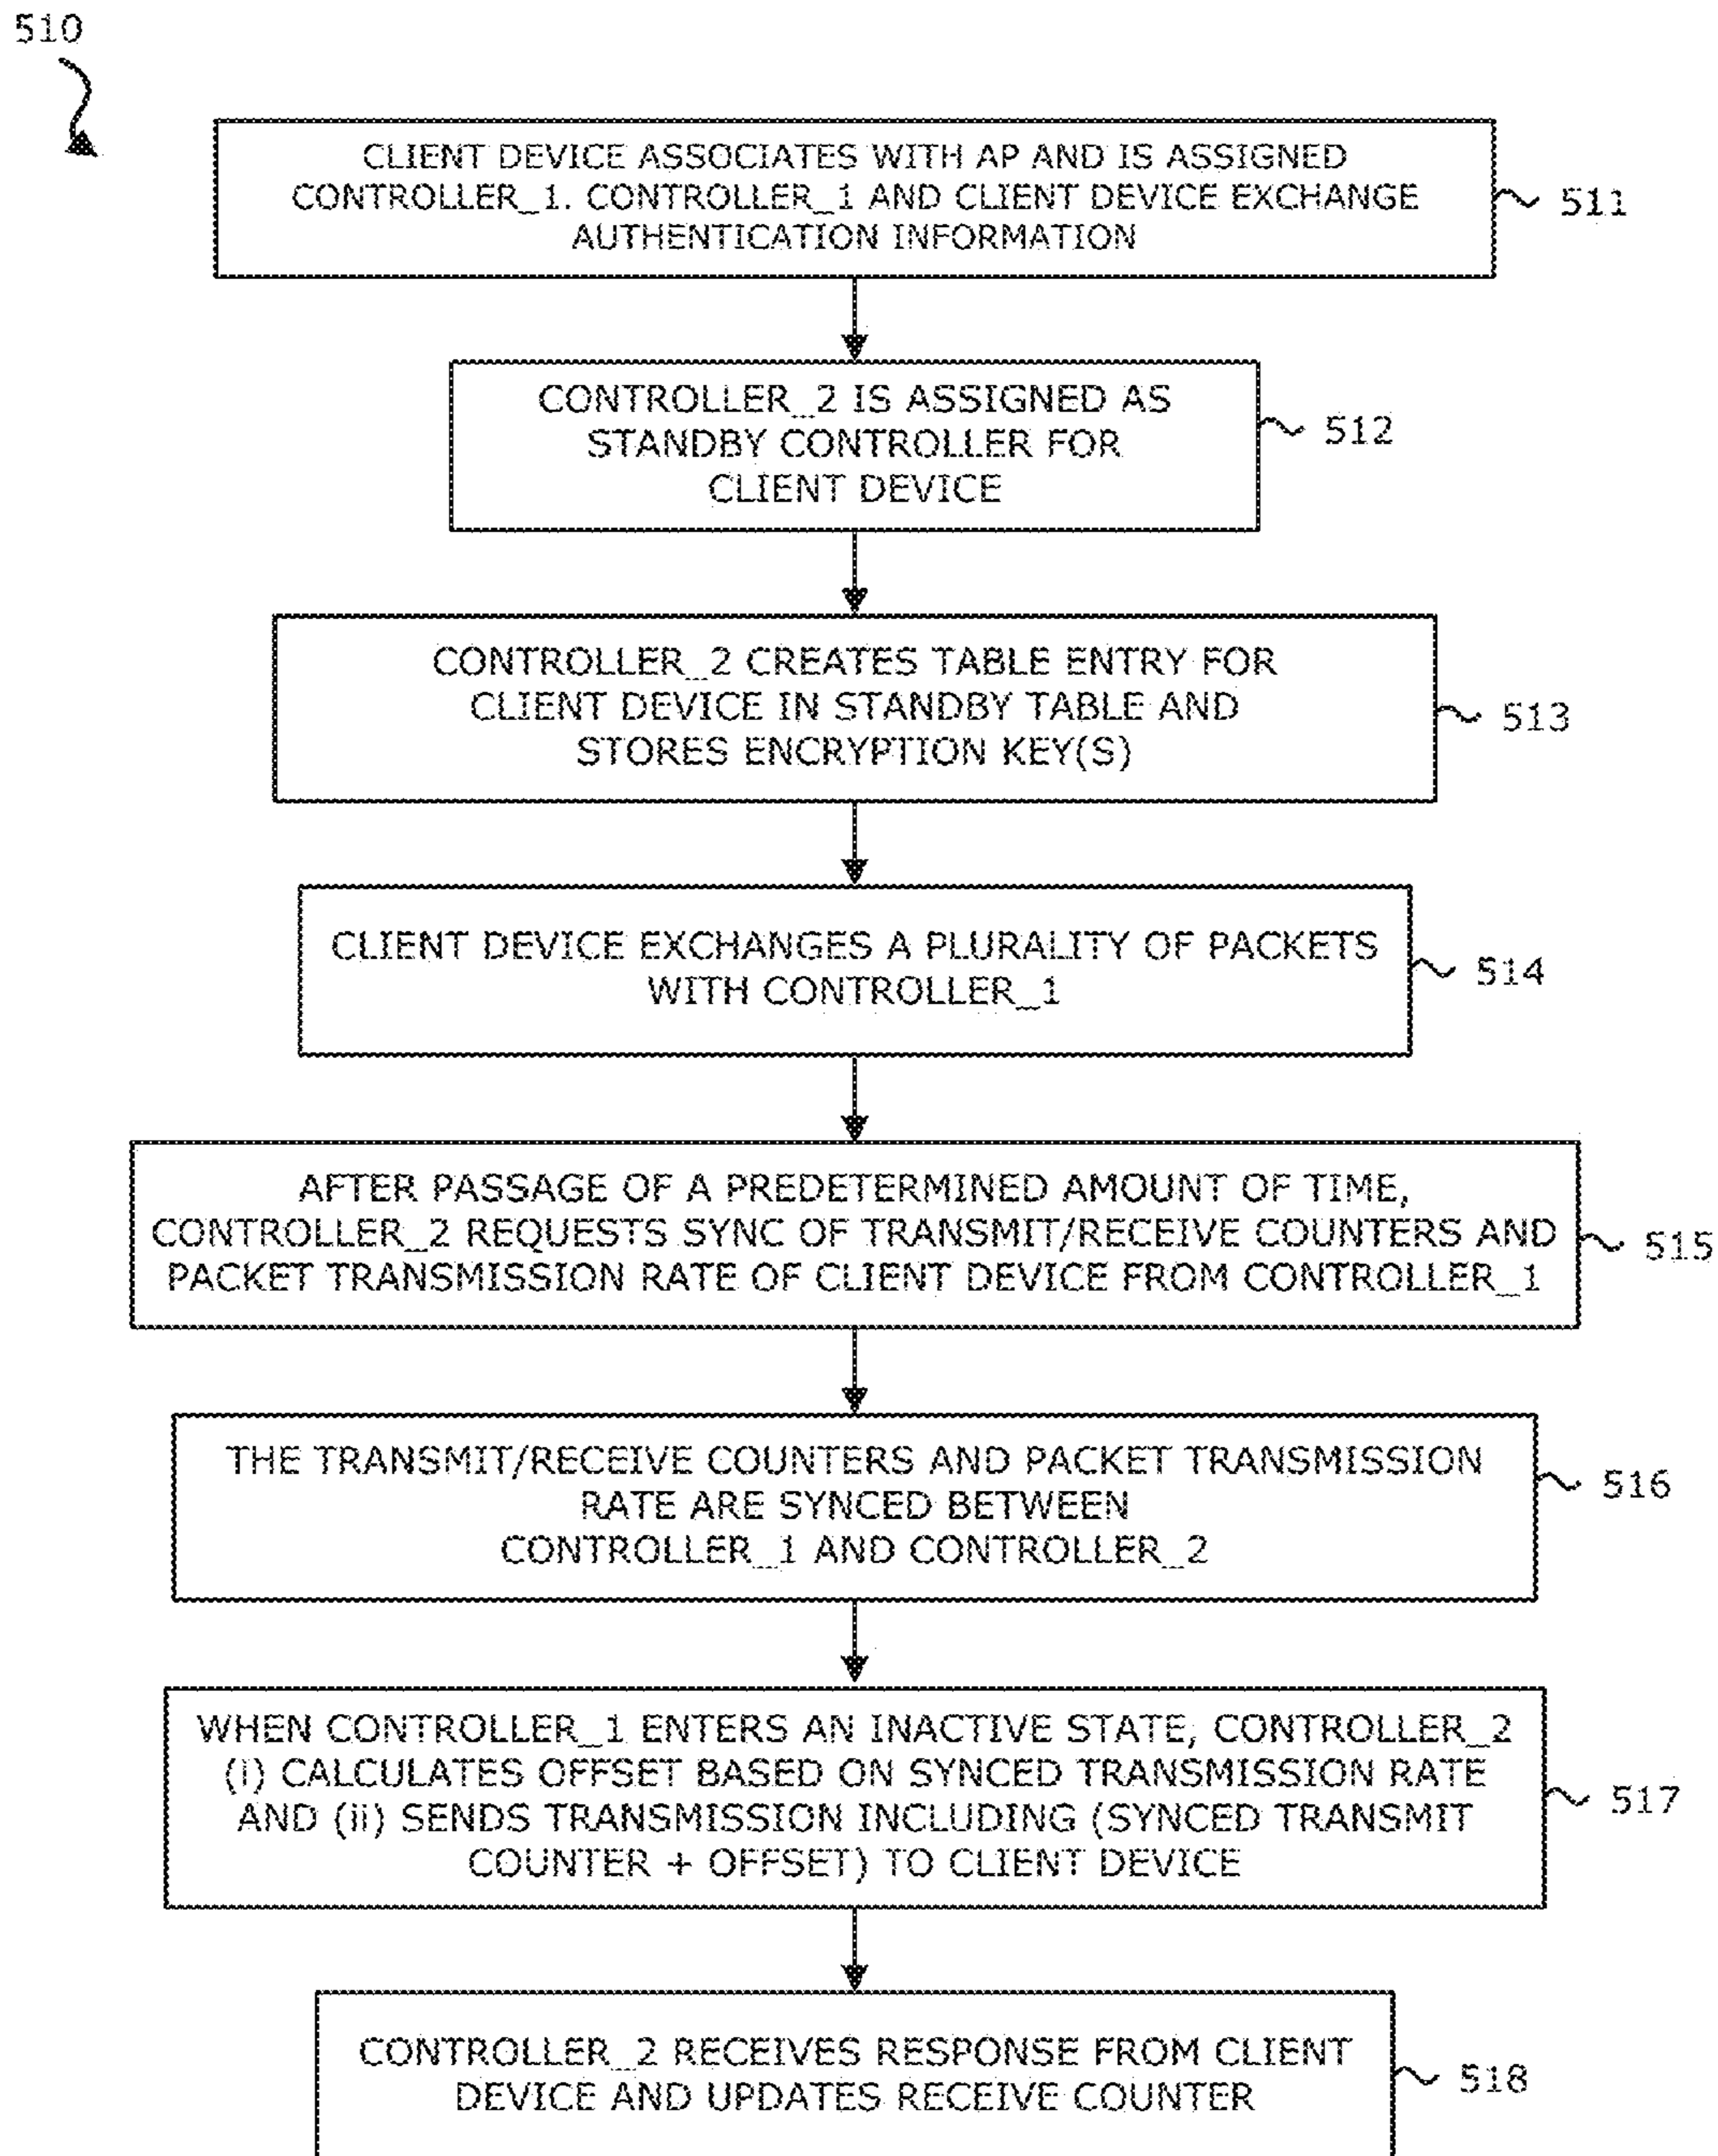 510
CLIENT DEVICE ASSOCIATES WITH AP AND IS ASSIGNED
CONTROLLER_1. CONTROLLER_1 AND CLIENT DEVICE EXCHANGE
AUTHENTICATION INFORMATION
511
CONTROLLER_2 IS ASSIGNED AS
STANDBY CONTROLLER FOR
CLIENT DEVICE
512
CONTROLLER_2 CREATES TABLE ENTRY FOR
CLIENT DEVICE IN STANDBY TABLE AND
STORES ENCRYPTION KEY(S)
513
CLIENT DEVICE EXCHANGES A PLURALITY OF PACKETS
WITH CONTROLLER_1
514
AFTER PASSAGE OF A PREDETERMINED AMOUNT OF TIME,
CONTROLLER_2 REQUESTS SYNC OF TRANSMIT/RECEIVE COUNTERS AND
PACKET TRANSMISSION RATE OF CLIENT DEVICE FROM CONTROLLER_1
515
THE TRANSMIT/RECEIVE COUNTERS AND PACKET TRANSMISSION
RATE ARE SYNCED BETWEEN
CONTROLLER_1 AND CONTROLLER_2
516
WHEN CONTROLLER_1 ENTERS AN INACTIVE STATE, CONTROLLER_2
(i) CALCULATES OFFSET BASED ON SYNCED TRANSMISSION RATE
AND (ii) SENDS TRANSMISSION INCLUDING (SYNCED TRANSMIT
COUNTER + OFFSET) TO CLIENT DEVICE
517
CONTROLLER_2 RECEIVES RESPONSE FROM CLIENT
DEVICE AND UPDATES RECEIVE COUNTER
518